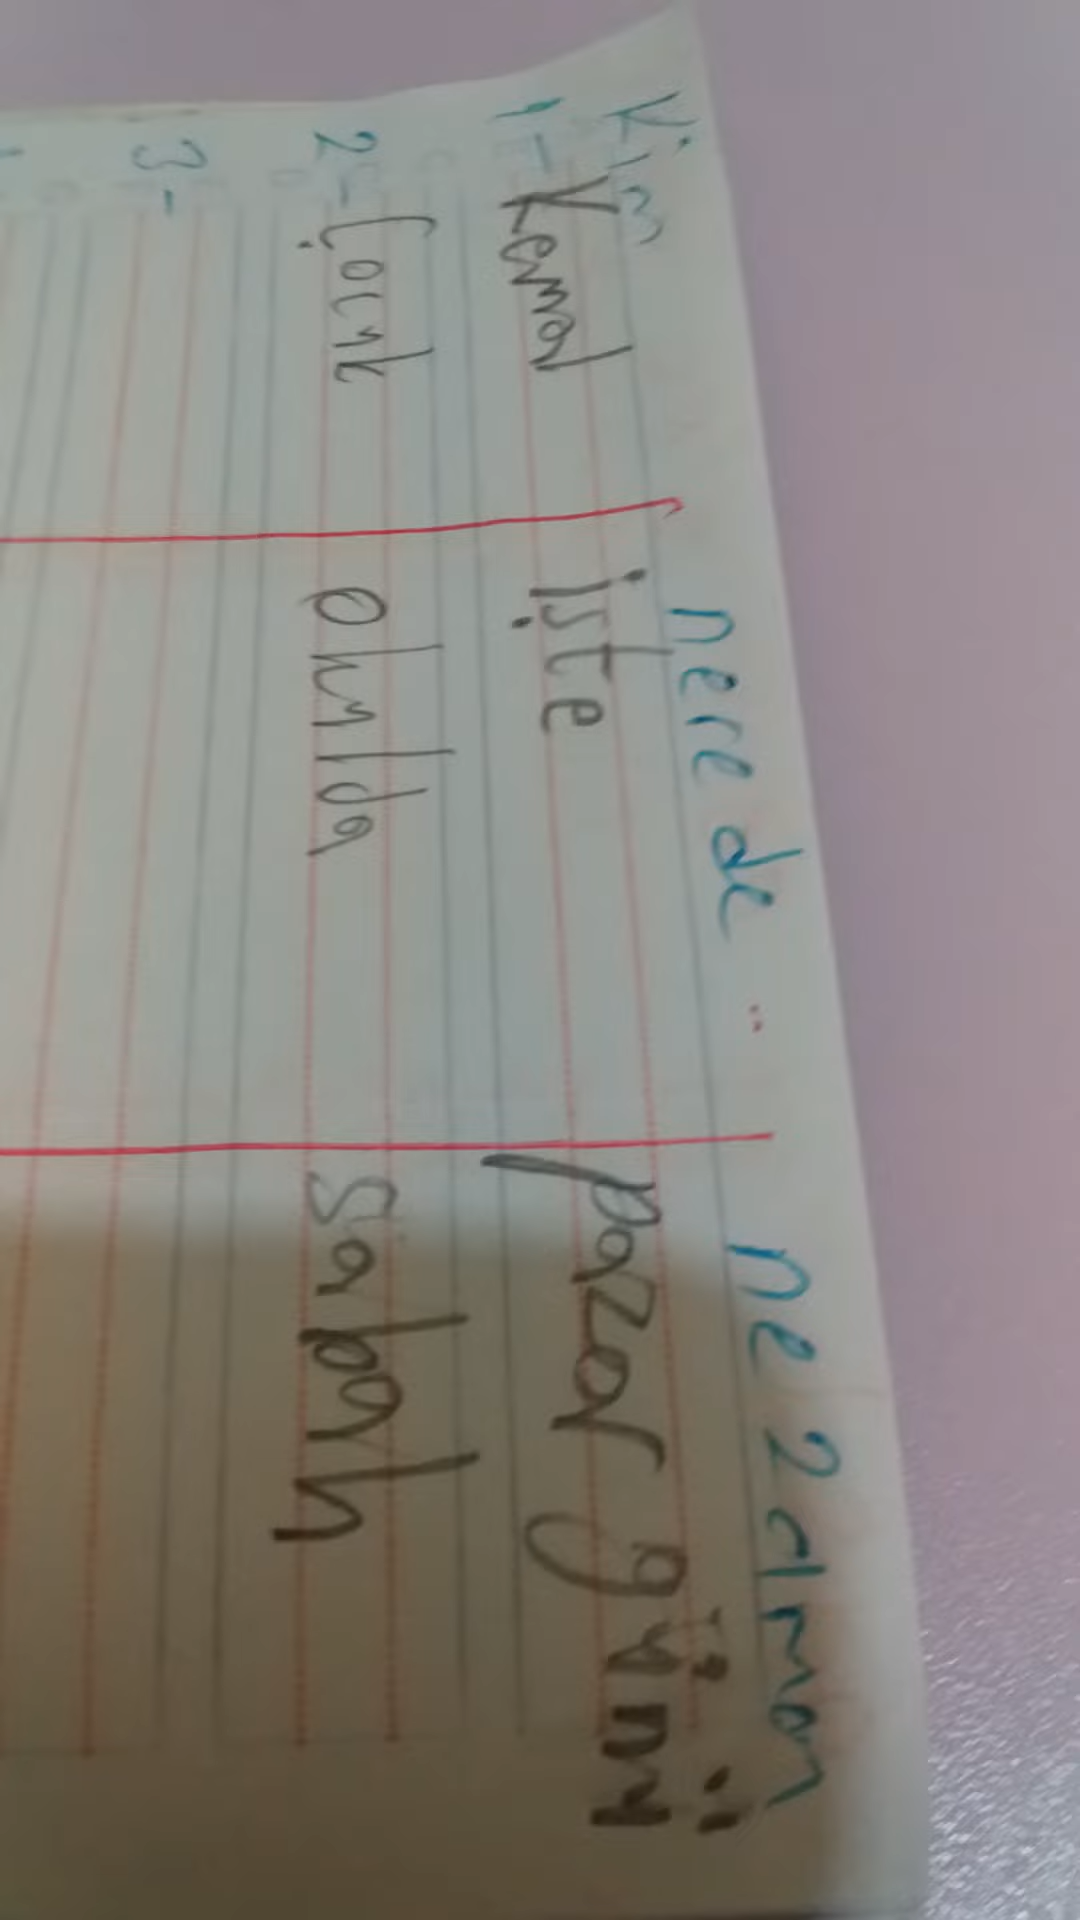 Kim nerede ne zaman
1- Kemal işte pazar günü
2- Çocuk okulda sabah
3-